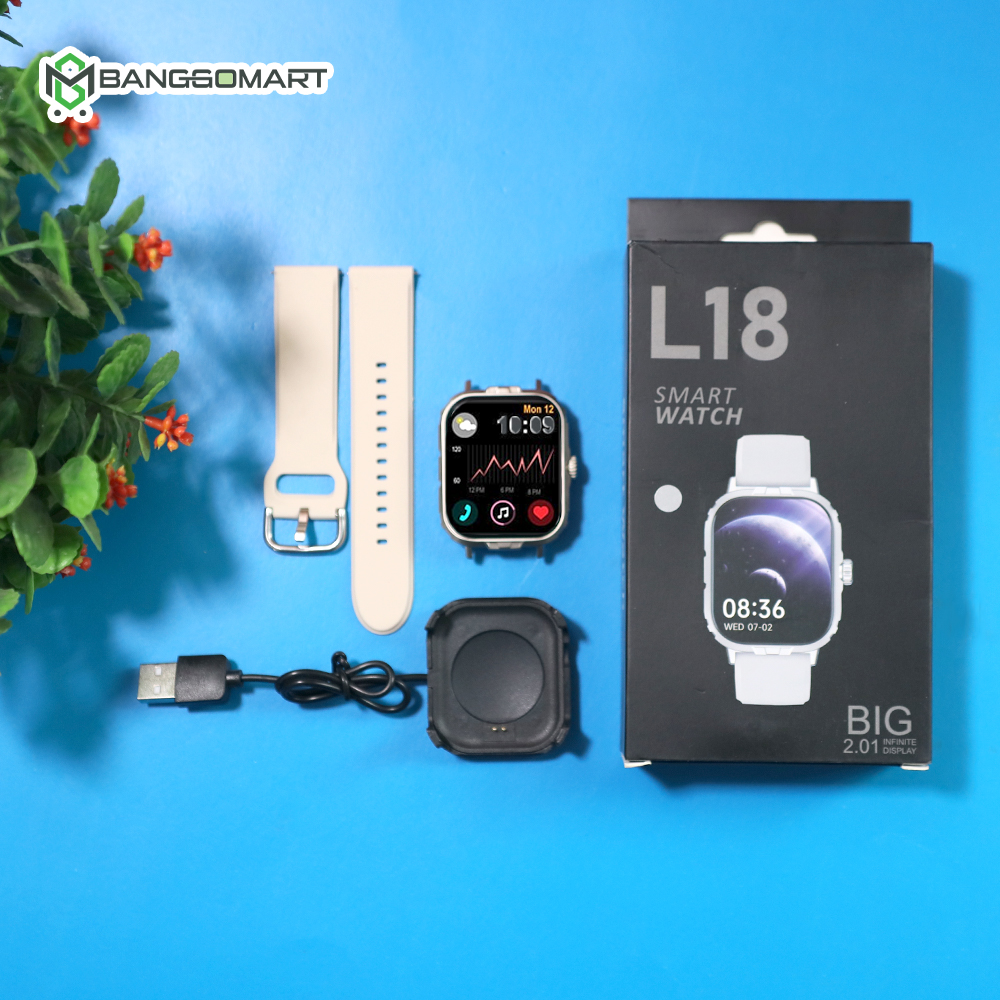 BANGSOMART
L18
SMART
WATCH
Mon 12
10:09
120
60
12 PM 6 PM 8 PM
08:36
WED 07-02
BIG
2.01 INFINITE
DISPLAY